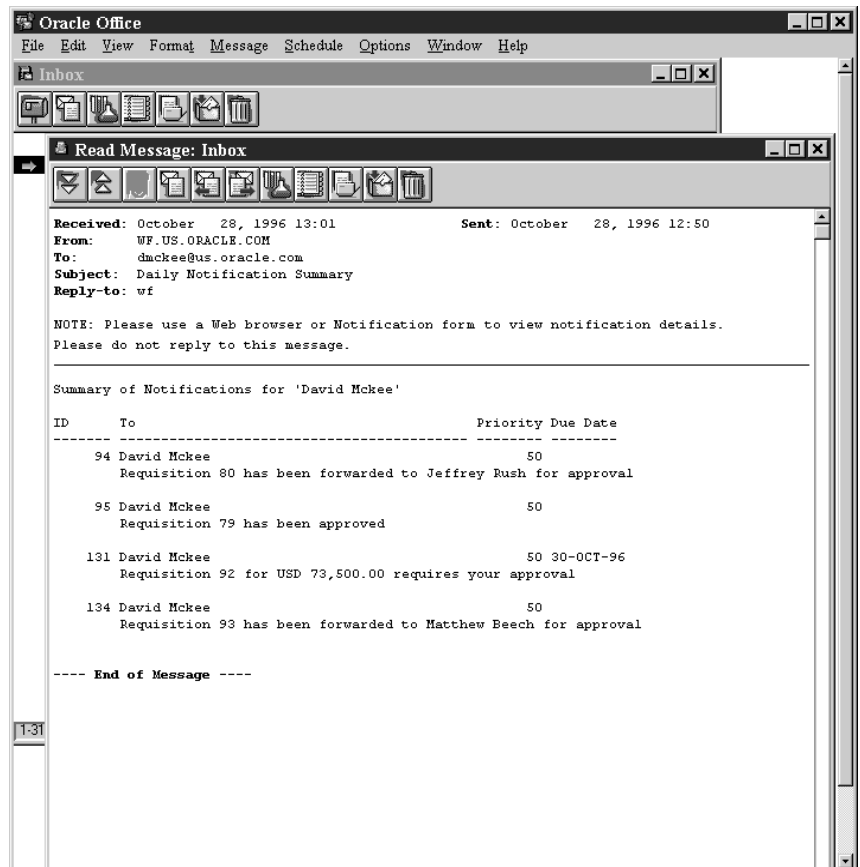 Oracle Office
File Edit View Format Message Schedule Options Window Help
Inbox
Read Message: Inbox
Received: October 28, 1996 13:01 Sent: October 28, 1996 12:50
From: WF.US.ORACLE.COM
To: dmckee@us.oracle.com
Subject: Daily Notification Summary
Reply-to: wf
NOTE: Please use a Web browser or Notification form to view notification details.
Please do not reply to this message.
Summary of Notifications for 'David Mckee'
ID To Priority Due Date
------- ----------------------------------------- -------- --------
94 David Mckee 50
Requisition 80 has been forwarded to Jeffrey Rush for approval
95 David Mckee 50
Requisition 79 has been approved
131 David Mckee 50 30-OCT-96
Requisition 92 for USD 73,500.00 requires your approval
134 David Mckee 50
Requisition 93 has been forwarded to Matthew Beech for approval
---- End of Message ----
1-31